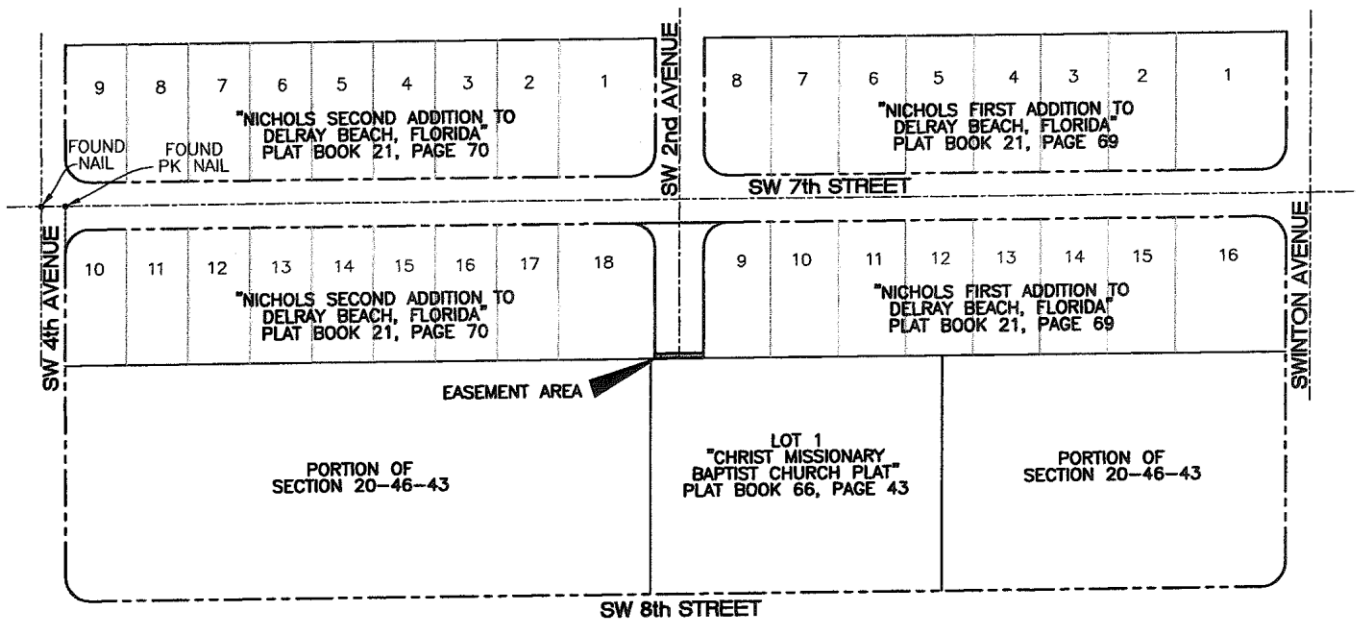 9 8 7 6 5 4 3 2 1
"NICHOLS SECOND ADDITION TO
DELRAY BEACH, FLORIDA"
PLAT BOOK 21, PAGE 70
FOUND
NAIL
FOUND
PK NAIL
SW 2nd AVENUE
8 7 6 5 4 3 2 1
"NICHOLS FIRST ADDITION TO
DELRAY BEACH, FLORIDA"
PLAT BOOK 21, PAGE 69
SW 7th STREET
SW 4th AVENUE
10 11 12 13 14 15 16 17 18
"NICHOLS SECOND ADDITION TO
DELRAY BEACH, FLORIDA"
PLAT BOOK 21, PAGE 70
9 10 11 12 13 14 15 16
"NICHOLS FIRST ADDITION TO
DELRAY BEACH, FLORIDA"
PLAT BOOK 21, PAGE 69
SWINTON AVENUE
EASEMENT AREA
PORTION OF
SECTION 20-46-43
LOT 1
"CHRIST MISSIONARY
BAPTIST CHURCH PLAT"
PLAT BOOK 66, PAGE 43
PORTION OF
SECTION 20-46-43
SW 8th STREET